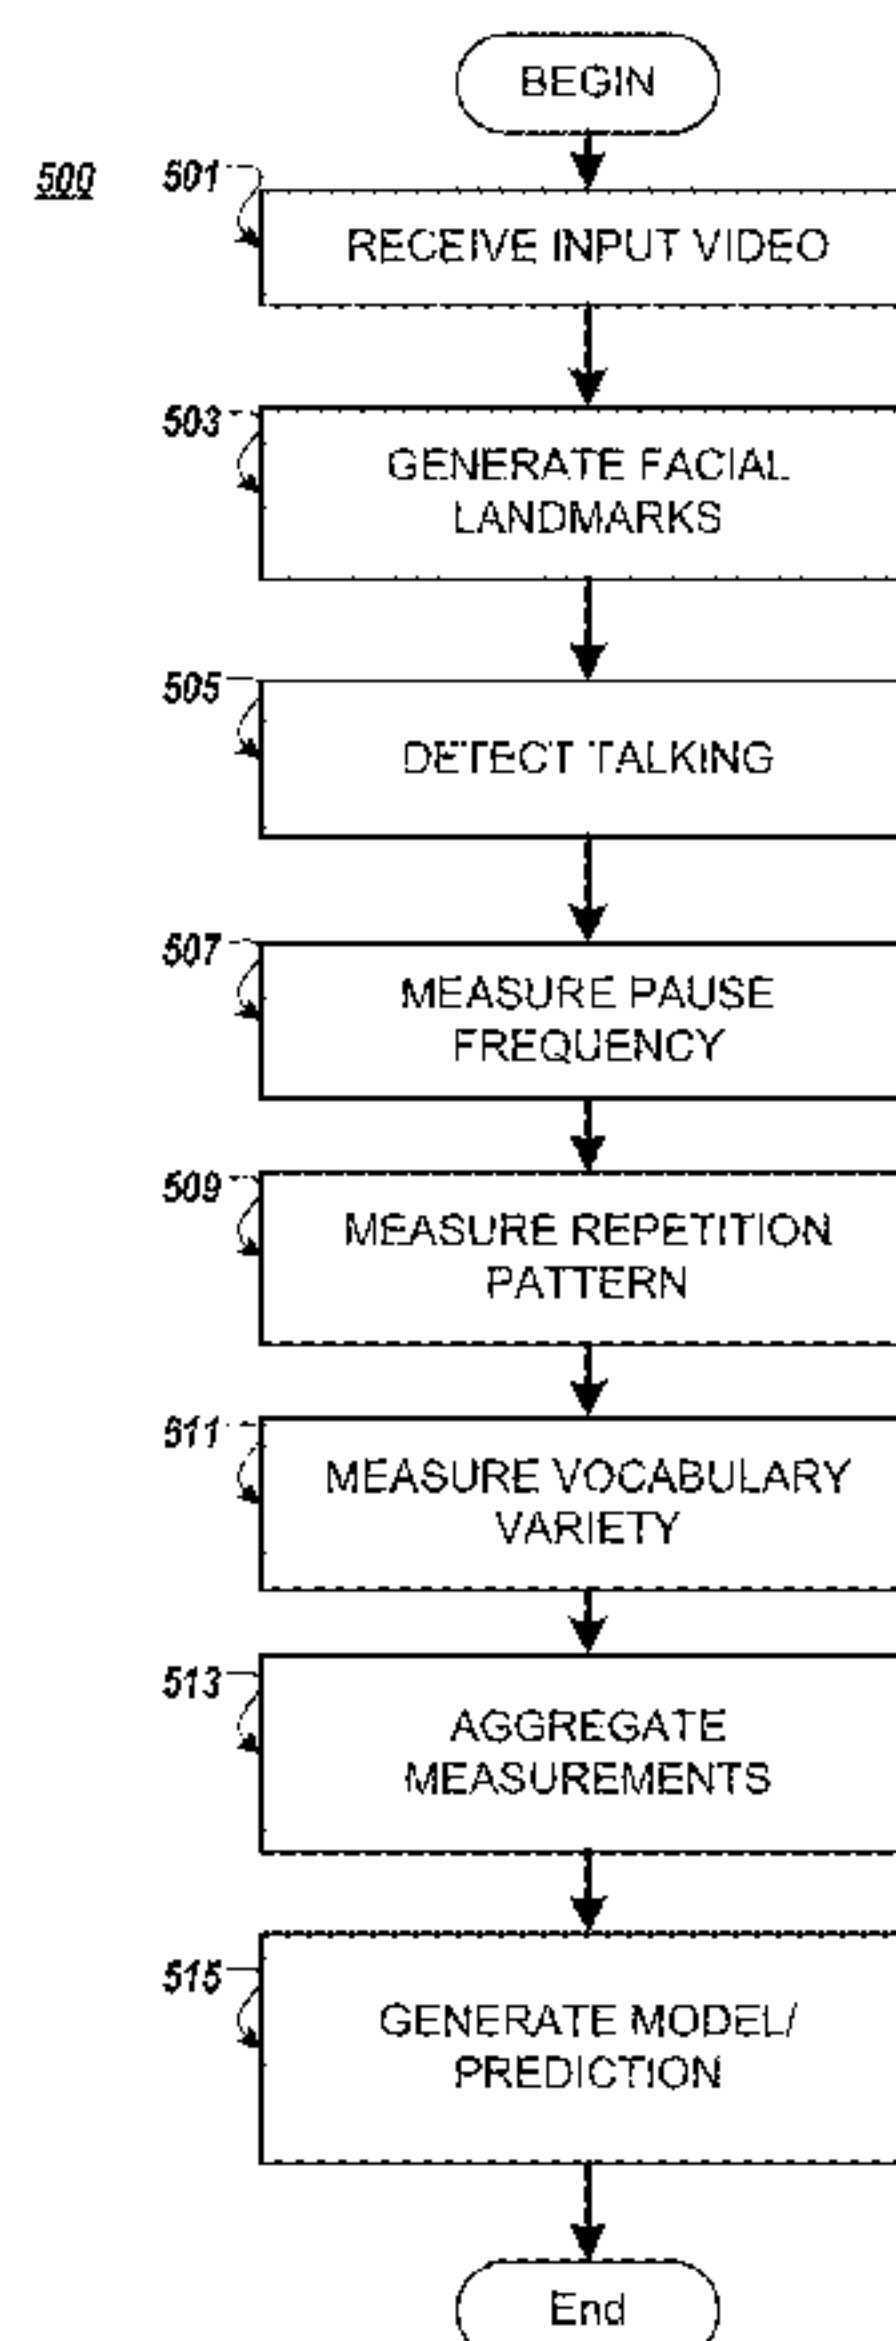 BEGIN
500
501
RECEIVE INPUT VIDEO
503
GENERATE FACIAL
LANDMARKS
505
DETECT TALKING
507
MEASURE PAUSE
FREQUENCY
509
MEASURE REPETITION
PATTERN
511
MEASURE VOCABULARY
VARIETY
513
AGGREGATE
MEASUREMENTS
515
GENERATE MODEL/
PREDICTION
End